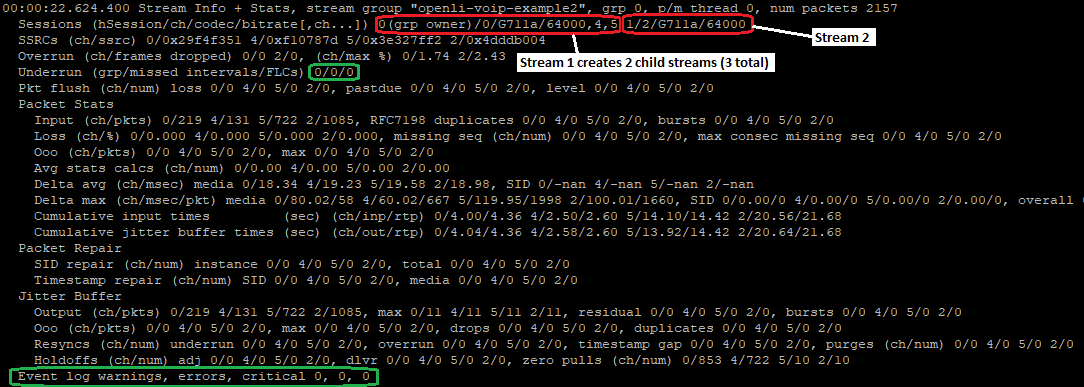 00:00:22.624.400 Stream Info + Stats, stream group "openli-voip-example2", grp 0, p/m thread 0, num packets 2157
Sessions (hSession/ch/codec/bitrate[,ch...]) 0(grp owner)/0/G711a/64000,4,5 1/2/G711a/64000
Stream 2
SSRCs (ch/ssrc) 0/0x29f4f351 4/0xf10787d 5/0x3e327ff2 2/0x4dddb004
Overrun (ch/frames dropped) 0/0 2/0, (ch/max %) 0/1.74 2/2.43
Stream 1 creates 2 child streams (3 total)
Underrun (grp/missed intervals/FLCs) 0/0/0
Pkt flush (ch/num) loss 0/0 4/0 5/0 2/0, pastdue 0/0 4/0 5/0 2/0, level 0/0 4/0 5/0 2/0
Packet Stats
Input (ch/pkts) 0/219 4/131 5/722 2/1085, RFC7198 duplicates 0/0 4/0 5/0 2/0, bursts 0/0 4/0 5/0 2/0
Loss (ch/%) 0/0.000 4/0.000 5/0.000 2/0.000, missing seq (ch/num) 0/0 4/0 5/0 2/0, max consec missing seq 0/0 4/0 5/0 2/0
Ooo (ch/pkts) 0/0 4/0 5/0 2/0, max 0/0 4/0 5/0 2/0
Avg stats calcs (ch/num) 0/0.00 4/0.00 5/0.00 2/0.00
Delta avg (ch/msec) media 0/18.34 4/19.23 5/19.58 2/18.98, SID 0/-nan 4/-nan 5/-nan 2/-nan
Delta max (ch/msec/pkt) media 0/80.02/58 4/60.02/667 5/119.95/1998 2/100.01/1660, SID 0/0.00/0 4/0.00/0 5/0.00/0 2/0.00/0, overall
Cumulative input times (sec) (ch/inp/rtp) 0/4.00/4.36 4/2.50/2.60 5/14.10/14.42 2/20.56/21.68
Cumulative jitter buffer times (sec) (ch/out/rtp) 0/4.04/4.36 4/2.58/2.60 5/13.92/14.42 2/20.64/21.68
Packet Repair
SID repair (ch/num) instance 0/0 4/0 5/0 2/0, total 0/0 4/0 5/0 2/0
Timestamp repair (ch/num) SID 0/0 4/0 5/0 2/0, media 0/0 4/0 5/0 2/0
Jitter Buffer
Output (ch/pkts) 0/219 4/131 5/722 2/1085, max 0/11 4/11 5/11 2/11, residual 0/0 4/0 5/0 2/0, bursts 0/0 4/0 5/0 2/0
Ooo (ch/pkts) 0/0 4/0 5/0 2/0, max 0/0 4/0 5/0 2/0, drops 0/0 4/0 5/0 2/0, duplicates 0/0 4/0 5/0 2/0
Resyncs (ch/num) underrun 0/0 4/0 5/0 2/0, overrun 0/0 4/0 5/0 2/0, timestamp gap 0/0 4/0 5/0 2/0, purges (ch/num) 0/0 4/0 5/0 2/0
Holdoffs (ch/num) adj 0/0 4/0 5/0 2/0, dlvr 0/0 4/0 5/0 2/0, zero pulls (ch/num) 0/853 4/722 5/10 2/10
Event log warnings, errors, critical 0, 0, 0